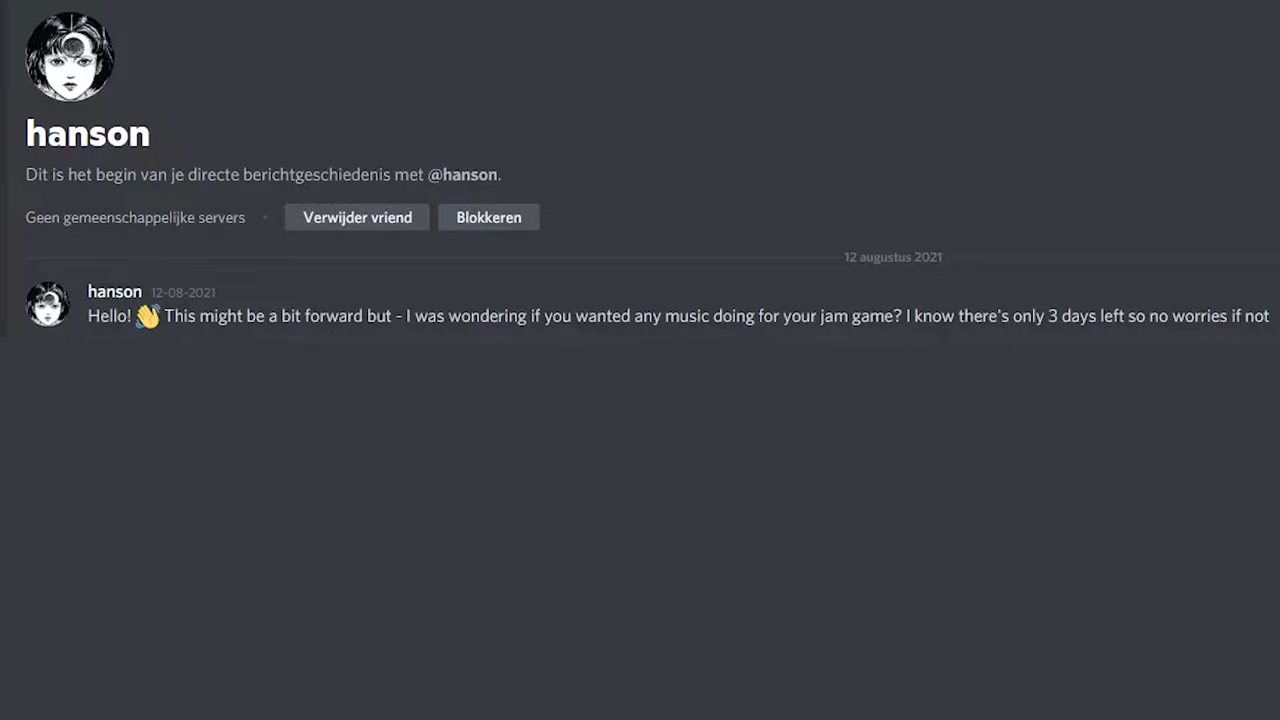 hanson
Dit is het begin van je directe berichtgeschiedenis met @hanson.
Geen gemeenschappelijke servers • Verwijder vriend Blokkeren
12 augustus 2021
hanson 12-08-2021
Hello! 👋 This might be a bit forward but - I was wondering if you wanted any music doing for your jam game? I know there's only 3 days left so no worries if not